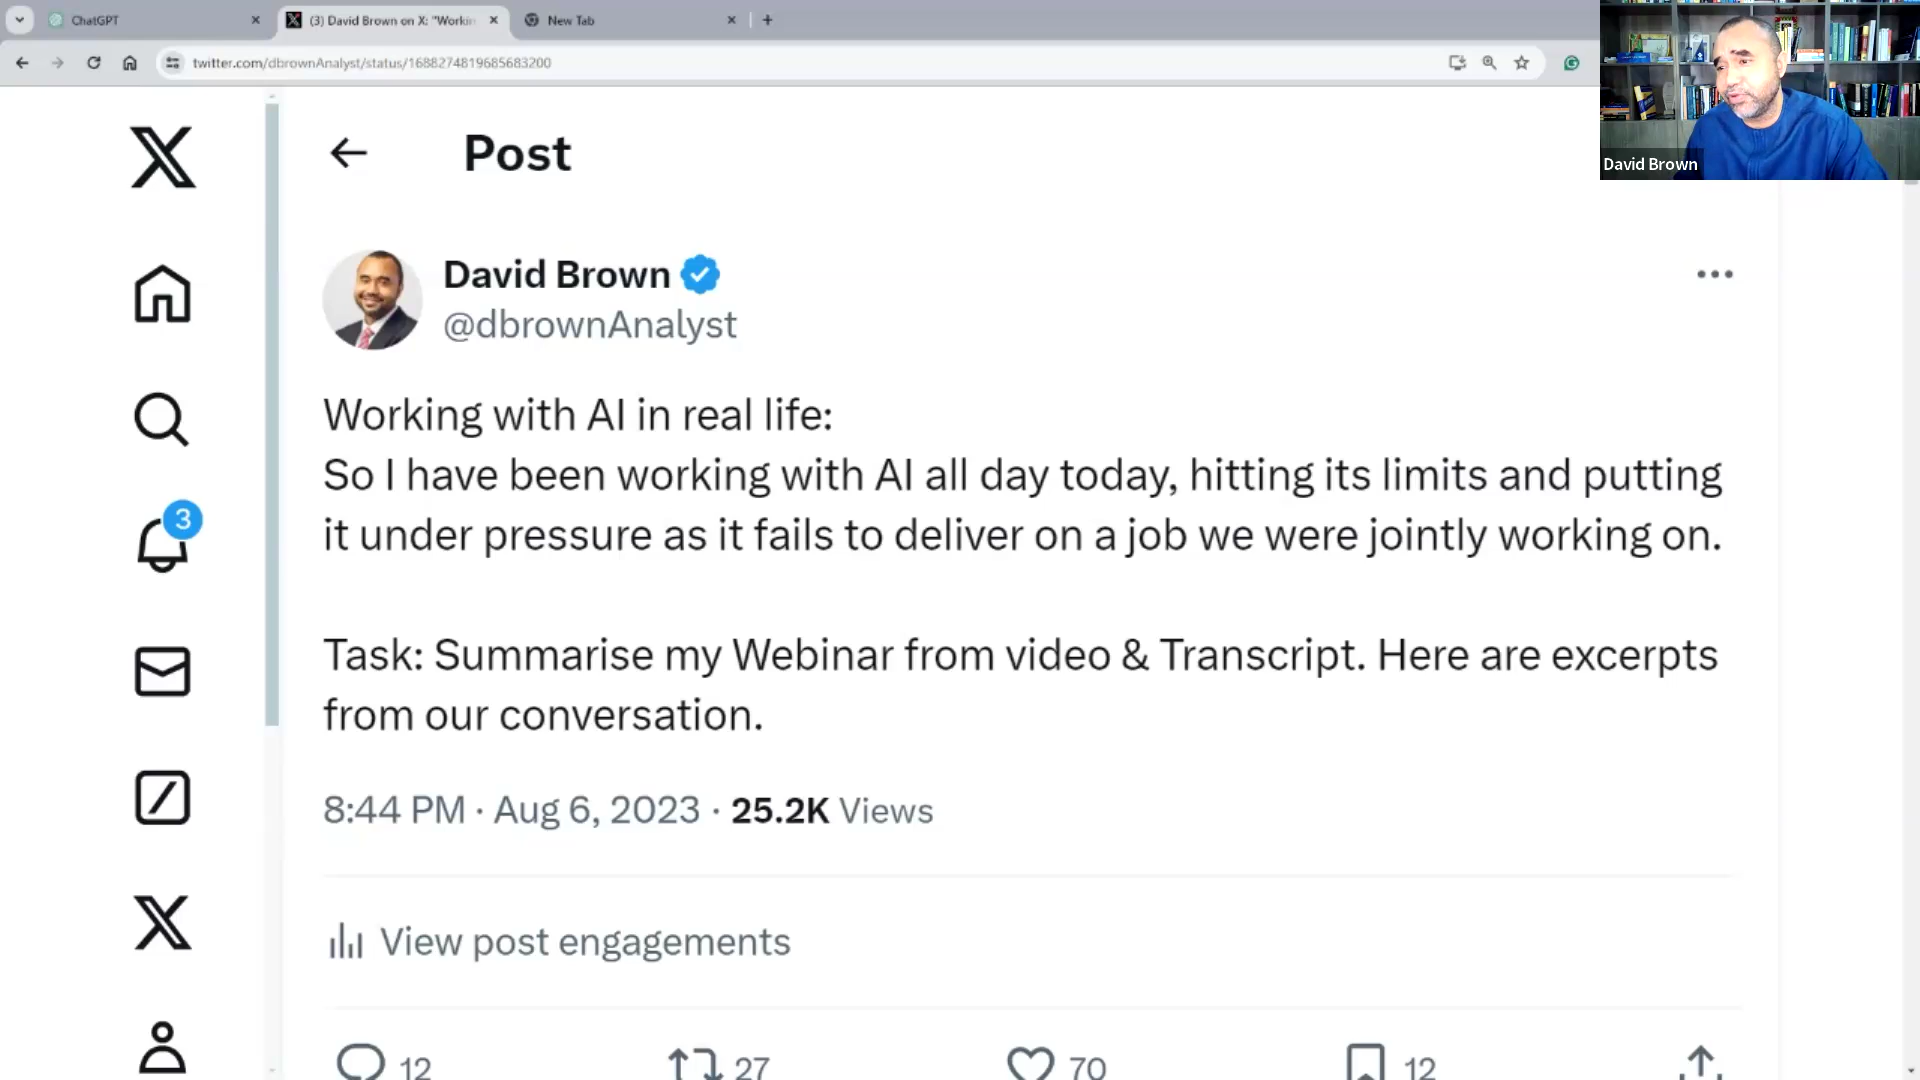 ChatGPT
(3) David Brown on X: "Workin
New Tab
twitter.com/dbrownAnalyst/status/1688274819685683200
David Brown
Post
David Brown
@dbrownAnalyst
Working with AI in real life:
So I have been working with AI all day today, hitting its limits and putting
it under pressure as it fails to deliver on a job we were jointly working on.
Task: Summarise my Webinar from video & Transcript. Here are excerpts
from our conversation.
8:44 PM · Aug 6, 2023 · 25.2K Views
View post engagements
3
12
27
70
12